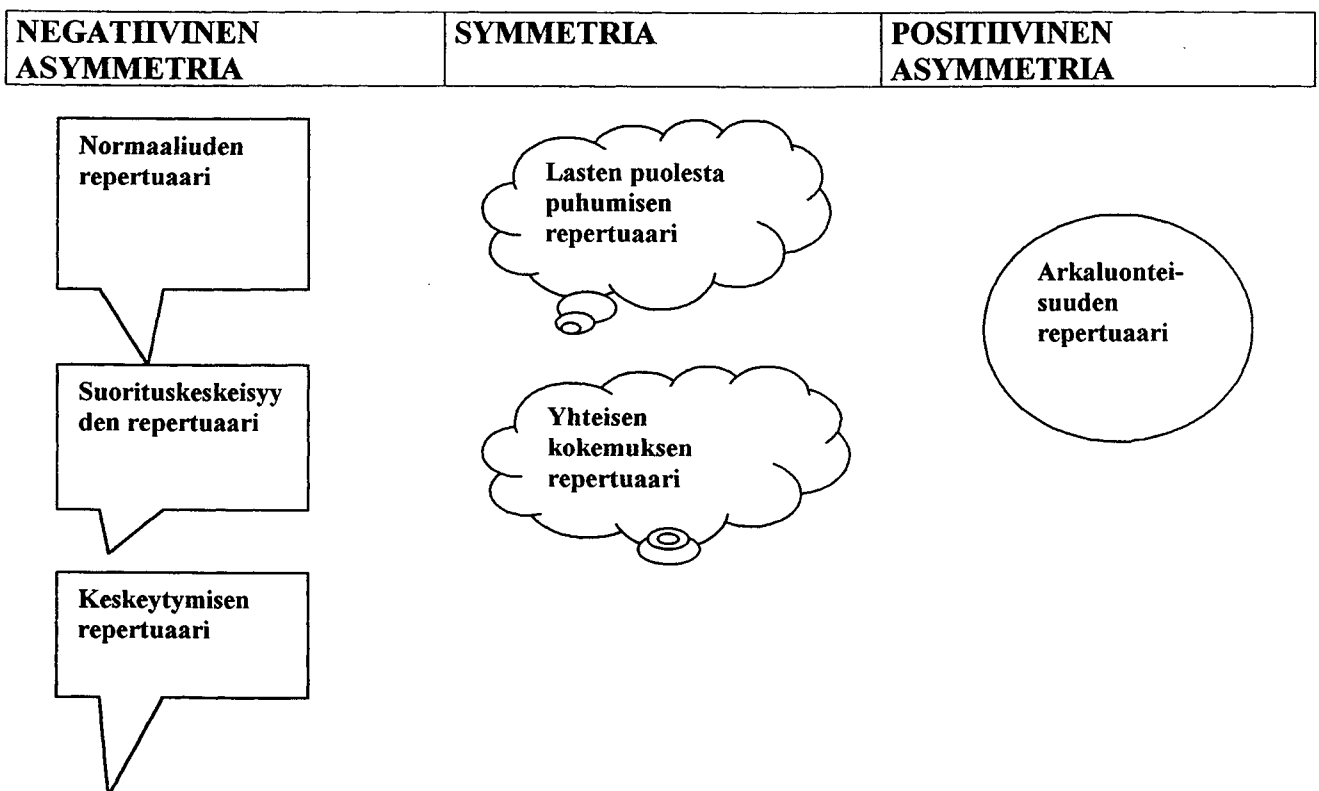 NEGATIIVINEN
ASYMMETRIA
SYMMETRIA
POSITIIVINEN
ASYMMETRIA
Normaaliuden
repertuaari
Suorituskeskeisyy
den repertuaari
Keskeytymisen
repertuaari
Lasten puolesta
puhumisen
repertuaari
Yhteisen
kokemuksen
repertuaari
Arkaluontei-
suuden
repertuaari